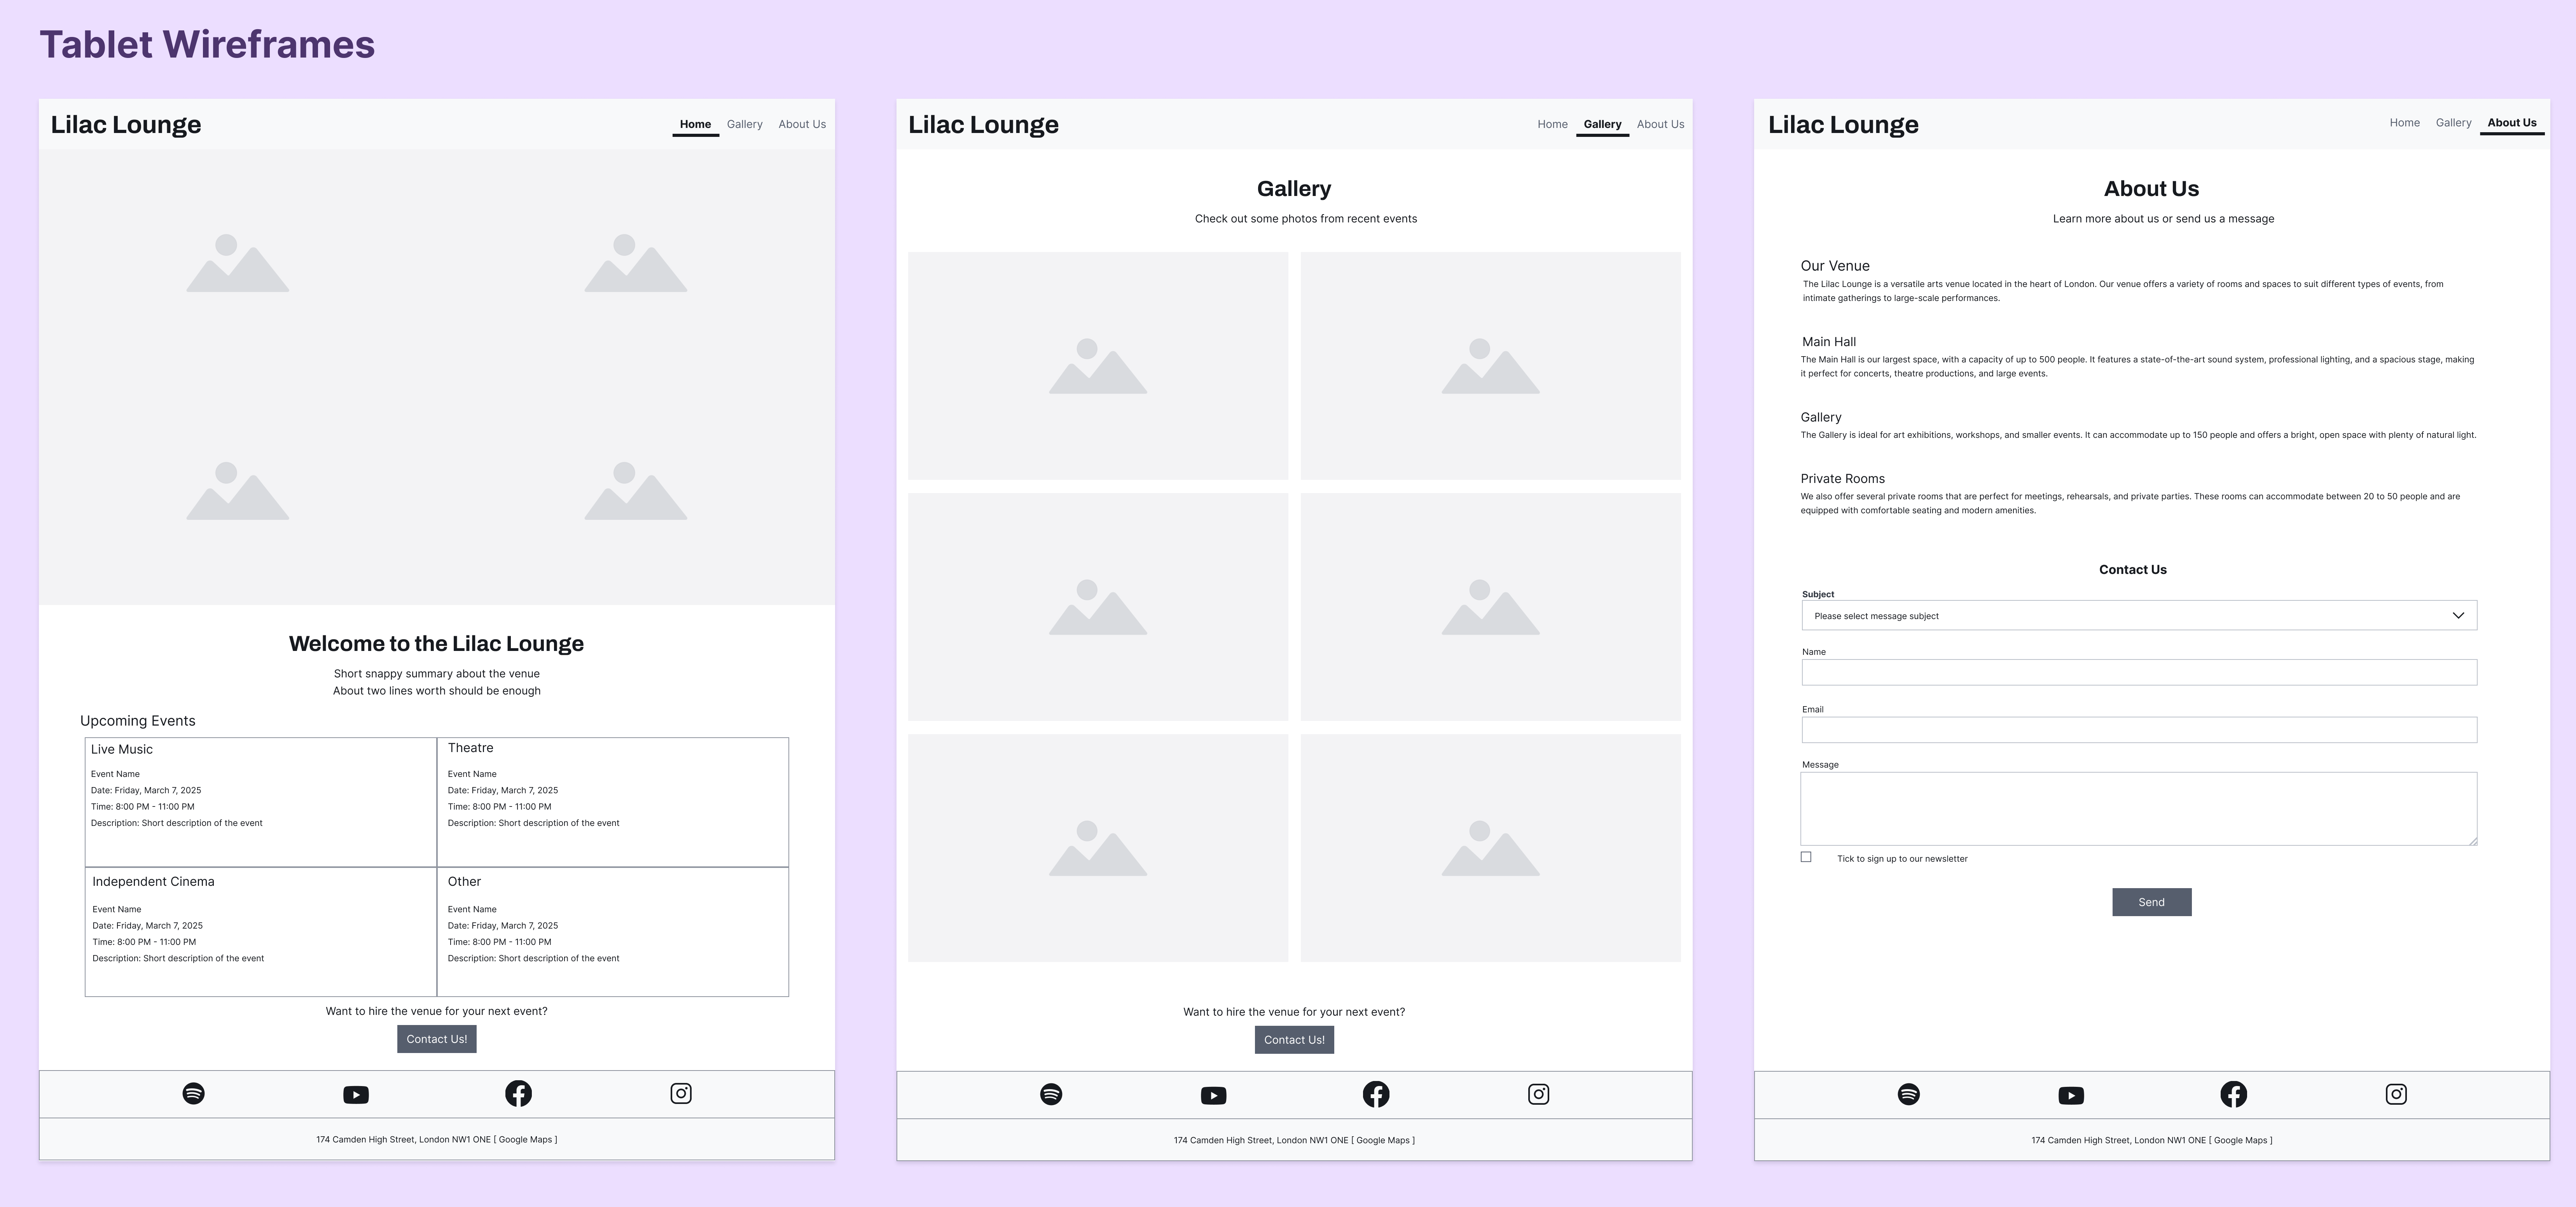 Tablet Wireframes
Lilac Lounge
Home Gallery About Us
Welcome to the Lilac Lounge
Short snappy summary about the venue
About two lines worth should be enough
Upcoming Events
Live Music
Event Name
Date: Friday, March 7, 2025
Time: 8:00 PM - 11:00 PM
Description: Short description of the event
Theatre
Event Name
Date: Friday, March 7, 2025
Time: 8:00 PM - 11:00 PM
Description: Short description of the event
Independent Cinema
Event Name
Date: Friday, March 7, 2025
Time: 8:00 PM - 11:00 PM
Description: Short description of the event
Other
Event Name
Date: Friday, March 7, 2025
Time: 8:00 PM - 11:00 PM
Description: Short description of the event
Want to hire the venue for your next event?
Contact Us!
174 Camden High Street, London NW1 ONE [ Google Maps ]
Lilac Lounge
Home Gallery About Us
Gallery
Check out some photos from recent events
Want to hire the venue for your next event?
Contact Us!
174 Camden High Street, London NW1 ONE [ Google Maps ]
Lilac Lounge
Home Gallery About Us
About Us
Learn more about us or send us a message
Our Venue
The Lilac Lounge is a versatile arts venue located in the heart of London. Our venue offers a variety of rooms and spaces to suit different types of events, from
intimate gatherings to large-scale performances.
Main Hall
The Main Hall is our largest space, with a capacity of up to 500 people. It features a state-of-the-art sound system, professional lighting, and a spacious stage, making
it perfect for concerts, theatre productions, and large events.
Gallery
The Gallery is ideal for art exhibitions, workshops, and smaller events. It can accommodate up to 150 people and offers a bright, open space with plenty of natural light.
Private Rooms
We also offer several private rooms that are perfect for meetings, rehearsals, and private parties. These rooms can accommodate between 20 to 50 people and are
equipped with comfortable seating and modern amenities.
Contact Us
Subject
Please select message subject
Name
Email
Message
Tick to sign up to our newsletter
Send
174 Camden High Street, London NW1 ONE [ Google Maps ]